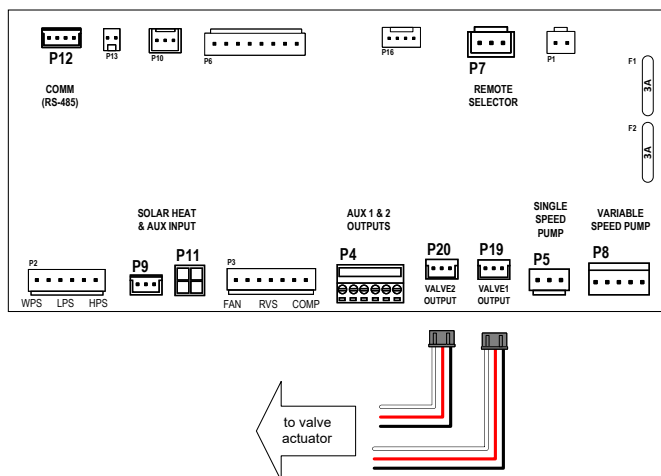 P12
P13
P10
P6
P16
P7
P1
F1
3A
COMM
(RS-485)
REMOTE
SELECTOR
F2
3A
SOLAR HEAT
& AUX INPUT
AUX 1 & 2
OUTPUTS
SINGLE
SPEED
PUMP
VARIABLE
SPEED PUMP
P2
P9
P11
P3
P4
P20
P19
P5
P8
VALVE2
OUTPUT
VALVE1
OUTPUT
WPS LPS HPS
FAN RVS COMP
to valve
actuator